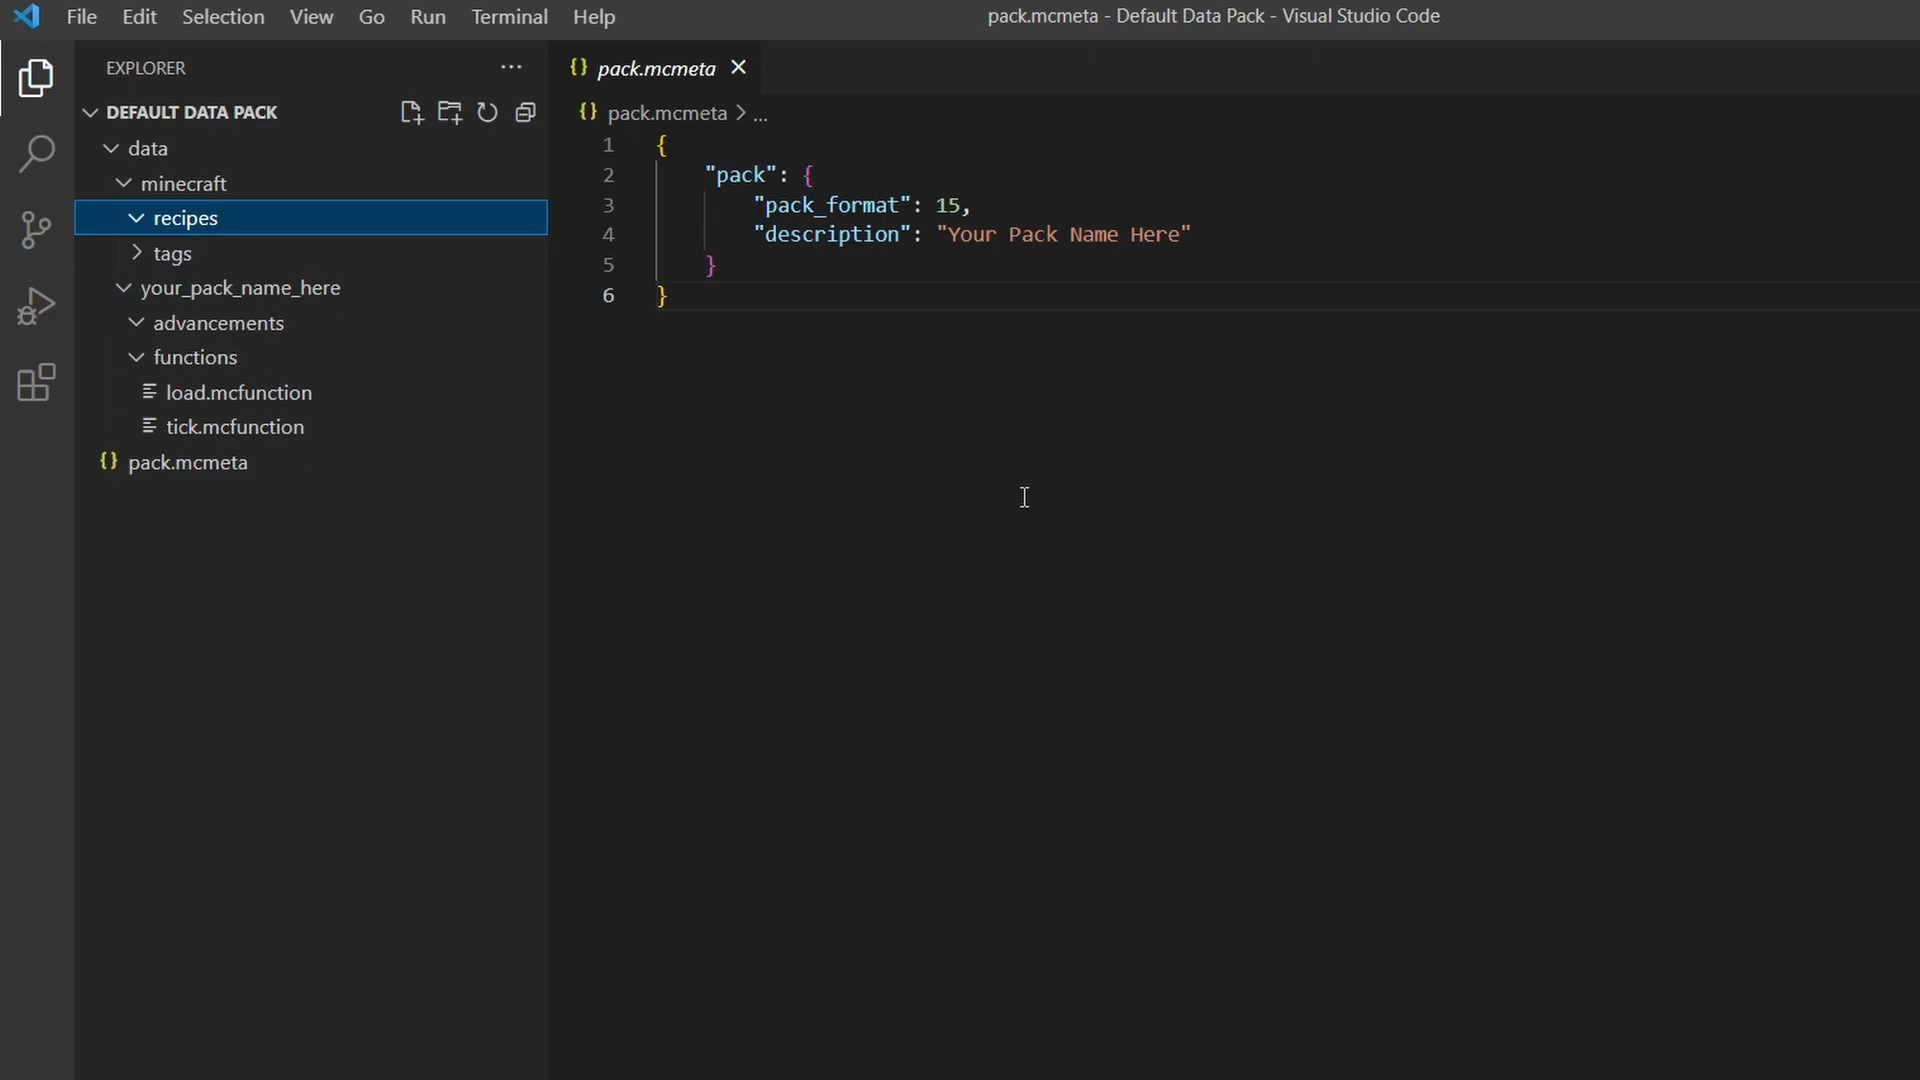 File Edit Selection View Go Run Terminal Help
pack.mcmeta - Default Data Pack - Visual Studio Code
EXPLORER
DEFAULT DATA PACK
data
minecraft
recipes
tags
your_pack_name_here
advancements
functions
load.mcfunction
tick.mcfunction
pack.mcmeta
pack.mcmeta
pack.mcmeta > ...
1 {
2 "pack": {
3 "pack_format": 15,
4 "description": "Your Pack Name Here"
5 }
6 }